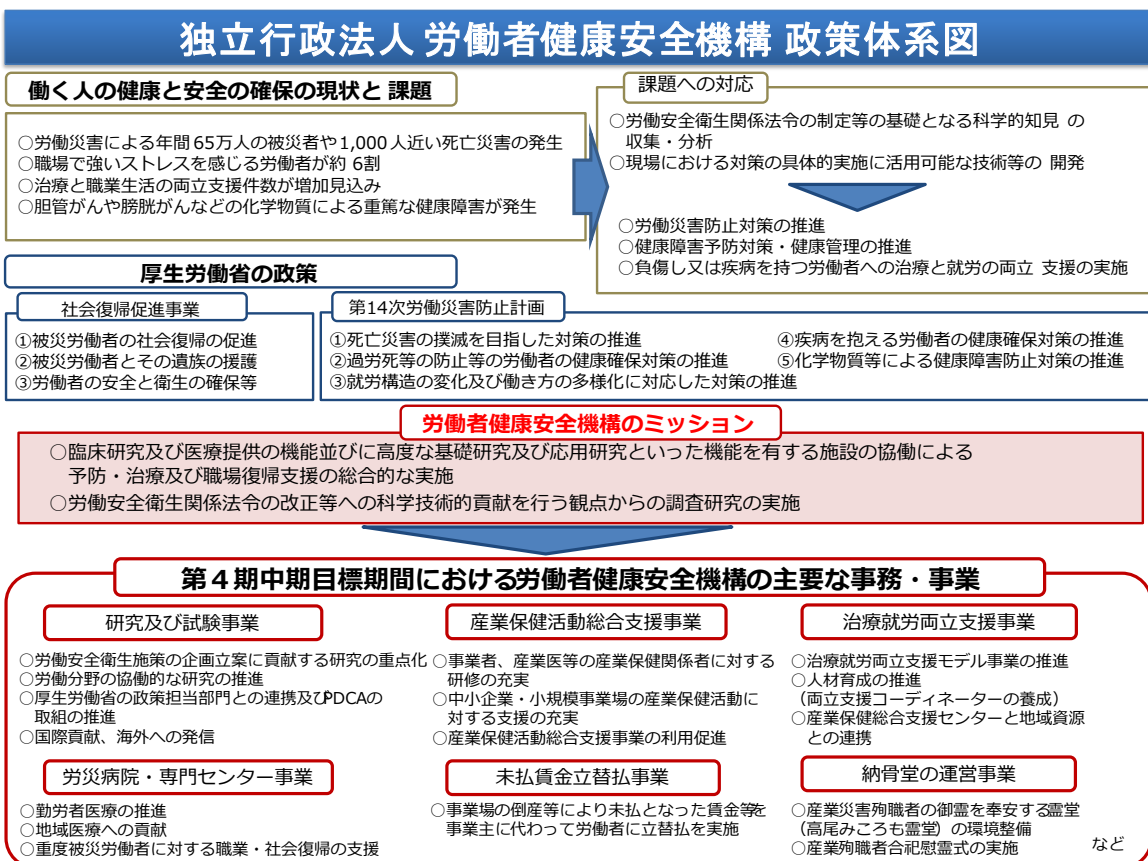 独立行政法人 労働者健康安全機構 政策体系図
働く人の健康と安全の確保の現状と 課題
○労働災害による年間 65万人の被災者や1,000 人近い死亡災害の発生
○職場で強いストレスを感じる労働者が約 6割
○治療と職業生活の両立支援件数が増加見込み
○胆管がんや膀胱がんなどの化学物質による重篤な健康障害が発生
課題への対応
○労働安全衛生関係法令の制定等の基礎となる科学的知見 の
収集・分析
○現場における対策の具体的実施に活用可能な技術等の 開発
○労働災害防止対策の推進
○健康障害予防対策・健康管理の推進
○負傷し又は疾病を持つ労働者への治療と就労の両立 支援の実施
厚生労働省の政策
社会復帰促進事業
①被災労働者の社会復帰の促進
②被災労働者とその遺族の援護
③労働者の安全と衛生の確保等
第14次労働災害防止計画
①死亡災害の撲滅を目指した対策の推進
②過労死等の防止等の労働者の健康確保対策の推進
③就労構造の変化及び働き方の多様化に対応した対策の推進
④疾病を抱える労働者の健康確保対策の推進
⑤化学物質等による健康障害防止対策の推進
労働者健康安全機構のミッション
○臨床研究及び医療提供の機能並びに高度な基礎研究及び応用研究といった機能を有する施設の協働による
予防・治療及び職場復帰支援の総合的な実施
○労働安全衛生関係法令の改正等への科学技術的貢献を行う観点からの調査研究の実施
第４期中期目標期間における労働者健康安全機構の主要な事務・事業
研究及び試験事業
○労働安全衛生施策の企画立案に貢献する研究の重点化
○労働分野の協働的な研究の推進
○厚生労働省の政策担当部門との連携及びPDCAの
取組の推進
○国際貢献、海外への発信
産業保健活動総合支援事業
○事業者、産業医等の産業保健関係者に対する
研修の充実
○中小企業・小規模事業場の産業保健活動に
対する支援の充実
○産業保健活動総合支援事業の利用促進
治療就労両立支援事業
○治療就労両立支援モデル事業の推進
○人材育成の推進
（両立支援コーディネーターの養成）
○産業保健総合支援センターと地域資源
との連携
労災病院・専門センター事業
○勤労者医療の推進
○地域医療への貢献
○重度被災労働者に対する職業・社会復帰の支援
未払賃金立替払事業
○事業場の倒産等により未払となった賃金等を
事業主に代わって労働者に立替払を実施
納骨堂の運営事業
○産業災害殉職者の御霊を奉安する霊堂
（高尾みころも霊堂）の環境整備
○産業殉職者合祀慰霊式の実施
など